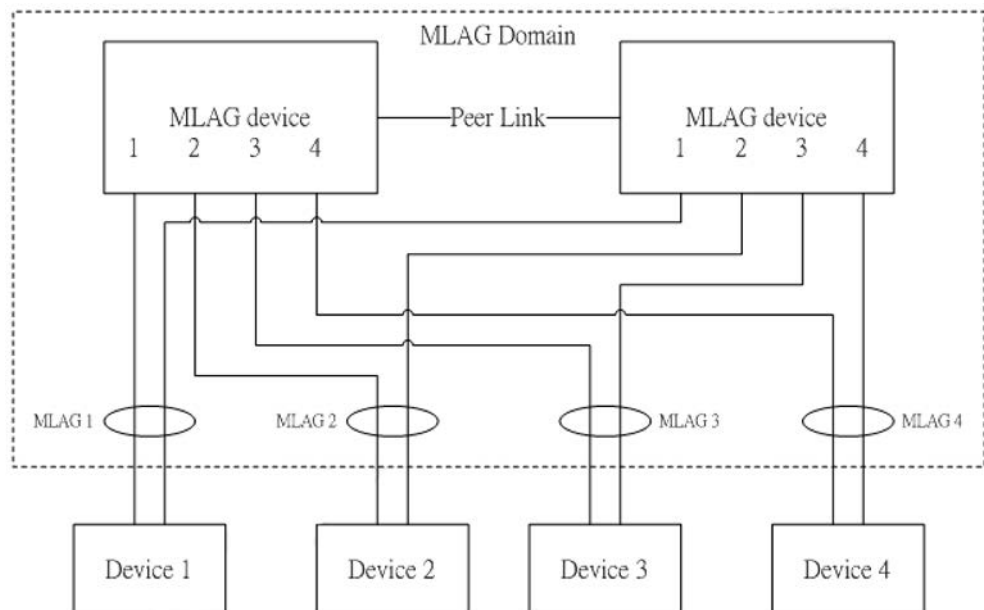 MLAG Domain
MLAG device
1 2 3 4
Peer Link
MLAG device
1 2 3 4
MLAG 1
MLAG 2
MLAG 3
MLAG 4
Device 1
Device 2
Device 3
Device 4